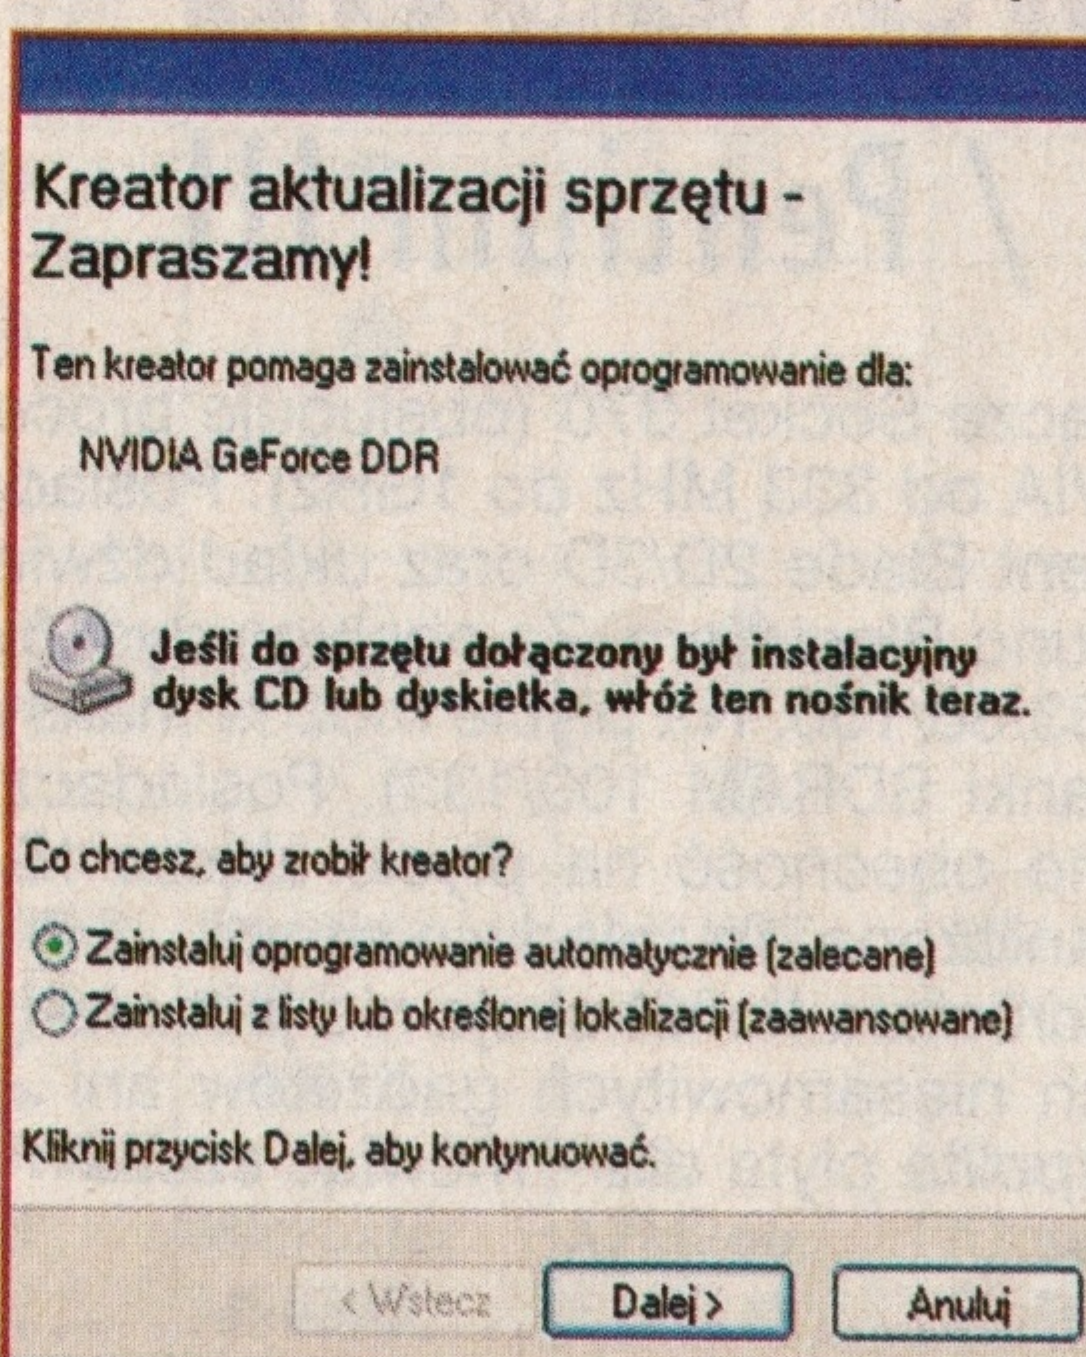 Kreator aktualizacji sprzętu -
Zapraszamy!
Ten kreator pomaga zainstalować oprogramowanie dla:
NVIDIA GeForce DDR
Jeśli do sprzętu dołączony był instalacyjny
dysk CD lub dyskietka, włóż ten nośnik teraz.
Co chcesz, aby zrobił kreator?
Zainstaluj oprogramowanie automatycznie (zalecane)
Zainstaluj z listy lub określonej lokalizacji (zaawansowane)
Kliknij przycisk Dalej, aby kontynuować.
< Wstecz Dalej > Anuluj